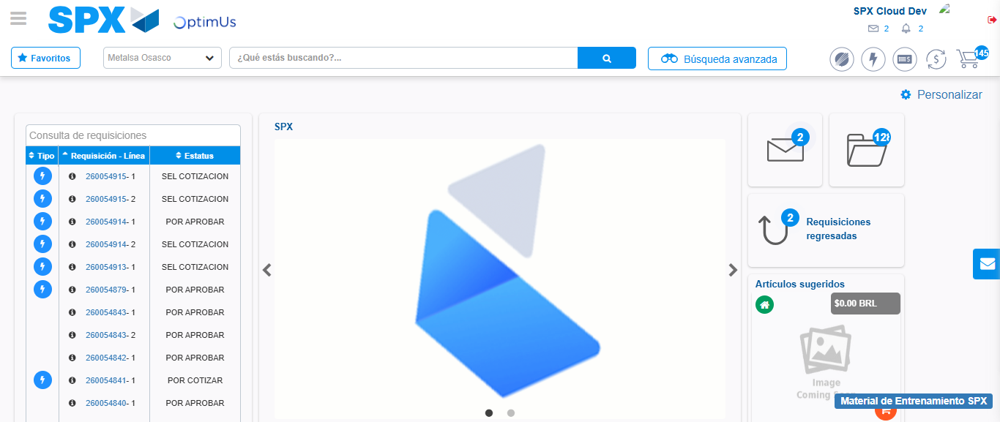 SPX OptimUs
SPX Cloud Dev
2 2
Favoritos
Metalsa Osasco
¿Qué estás buscando?...
Búsqueda avanzada
145
Personalizar
Consulta de requisiciones
Tipo Requisición - Línea Estatus
260054915- 1 SEL COTIZACION
260054915- 2 SEL COTIZACION
260054914- 1 POR APROBAR
260054914- 2 SEL COTIZACION
260054913- 1 SEL COTIZACION
260054879- 1 POR APROBAR
260054843- 1 POR APROBAR
260054843- 2 POR APROBAR
260054842- 1 POR APROBAR
260054841- 1 POR COTIZAR
260054840- 1 POR APROBAR
SPX
2
2
Requisiciones
regresadas
Artículos sugeridos
$0.00 BRL
Image
Coming
Material de Entrenamiento SPX